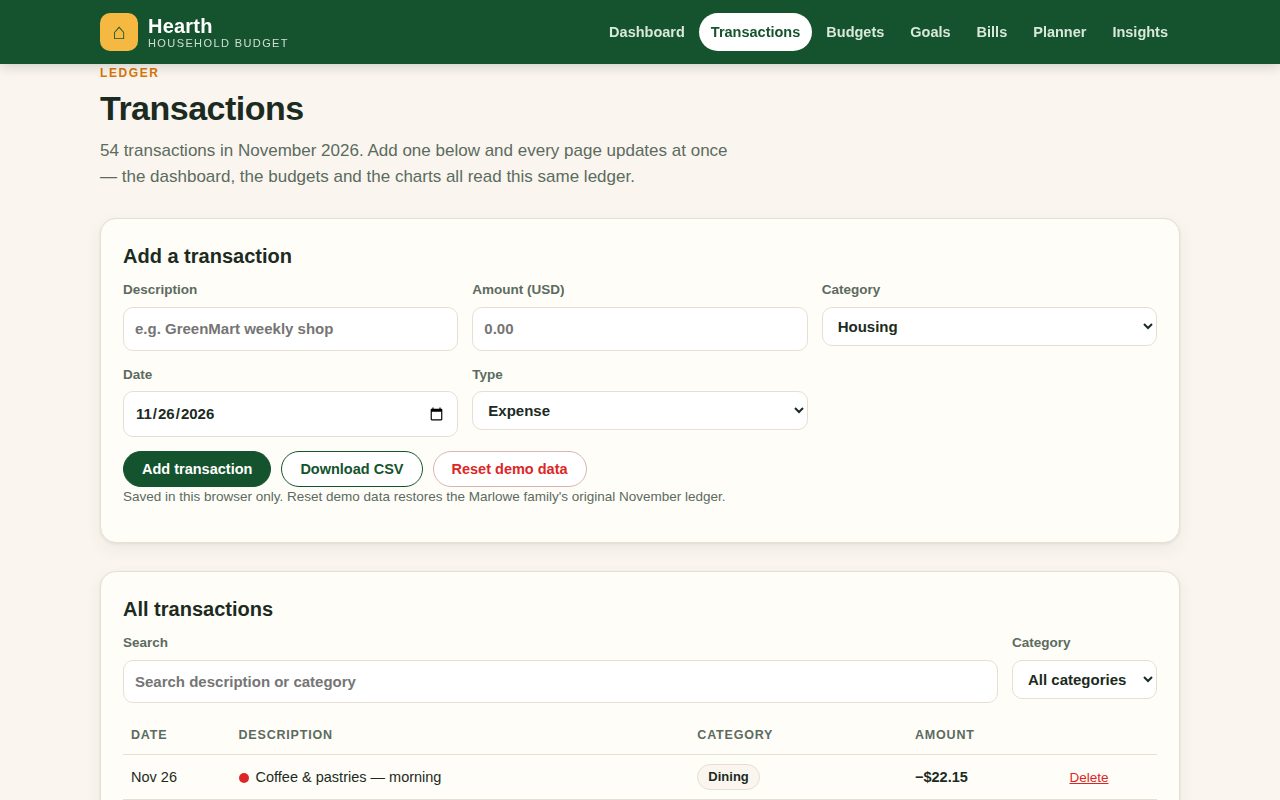 Hearth
HOUSEHOLD BUDGET
Dashboard Transactions Budgets Goals Bills Planner Insights
LEDGER
Transactions
54 transactions in November 2026. Add one below and every page updates at once
— the dashboard, the budgets and the charts all read this same ledger.
Add a transaction
Description Amount (USD) Category
e.g. GreenMart weekly shop 0.00 Housing
Date Type
11/26/2026 Expense
Add transaction Download CSV Reset demo data
Saved in this browser only. Reset demo data restores the Marlowe family's original November ledger.
All transactions
Search Category
Search description or category All categories
DATE DESCRIPTION CATEGORY AMOUNT
Nov 26 Coffee & pastries — morning Dining −$22.15 Delete